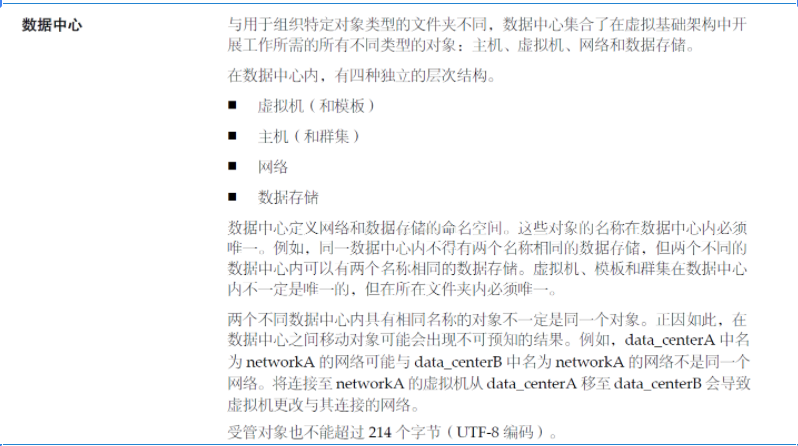 数据中心
与用于组织特定对象类型的文件夹不同，数据中心集合了在虚拟基础架构中开
展工作所需的所有不同类型的对象：主机、虚拟机、网络和数据存储。
在数据中心内，有四种独立的层次结构。
■ 虚拟机（和模板）
■ 主机（和群集）
■ 网络
■ 数据存储
数据中心定义网络和数据存储的命名空间。这些对象的名称在数据中心内必须
唯一。例如，同一数据中心内不得有两个名称相同的数据存储，但两个不同的
数据中心内可以有两个名称相同的数据存储。虚拟机、模板和群集在数据中心
内不一定是唯一的，但在所在文件夹内必须唯一。
两个不同数据中心内具有相同名称的对象不一定是同一个对象。正因如此，在
数据中心之间移动对象可能会出现不可预知的结果。例如，data_centerA 中名
为 networkA 的网络可能与 data_centerB 中名为 networkA 的网络不是同一个
网络。将连接至 networkA 的虚拟机从 data_centerA 移至 data_centerB 会导致
虚拟机更改与其连接的网络。
受管对象也不能超过 214 个字节（UTF-8 编码）。